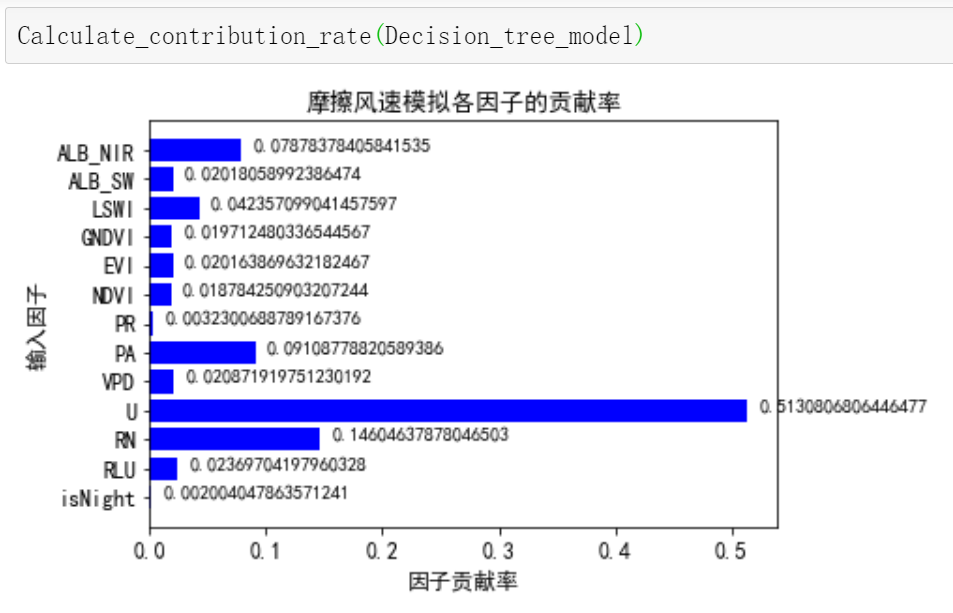 Calculate_contribution_rate(Decision_tree_model)
摩擦风速模拟各因子的贡献率
ALB_NIR 0.07878378405841535
ALB_SW 0.02018058992386474
LSWI 0.042357099041457597
GNDVI 0.019712480336544567
EVI 0.020163869632182467
NDVI 0.018784250903207244
PR 0.0032300688789167376
PA 0.09108778820589386
VPD 0.020871919751230192
U 0.5130806806446477
RN 0.14604637878046503
RLU 0.02369704197960328
isNight 0.002004047863571241
输入因子
0.0 0.1 0.2 0.3 0.4 0.5
因子贡献率